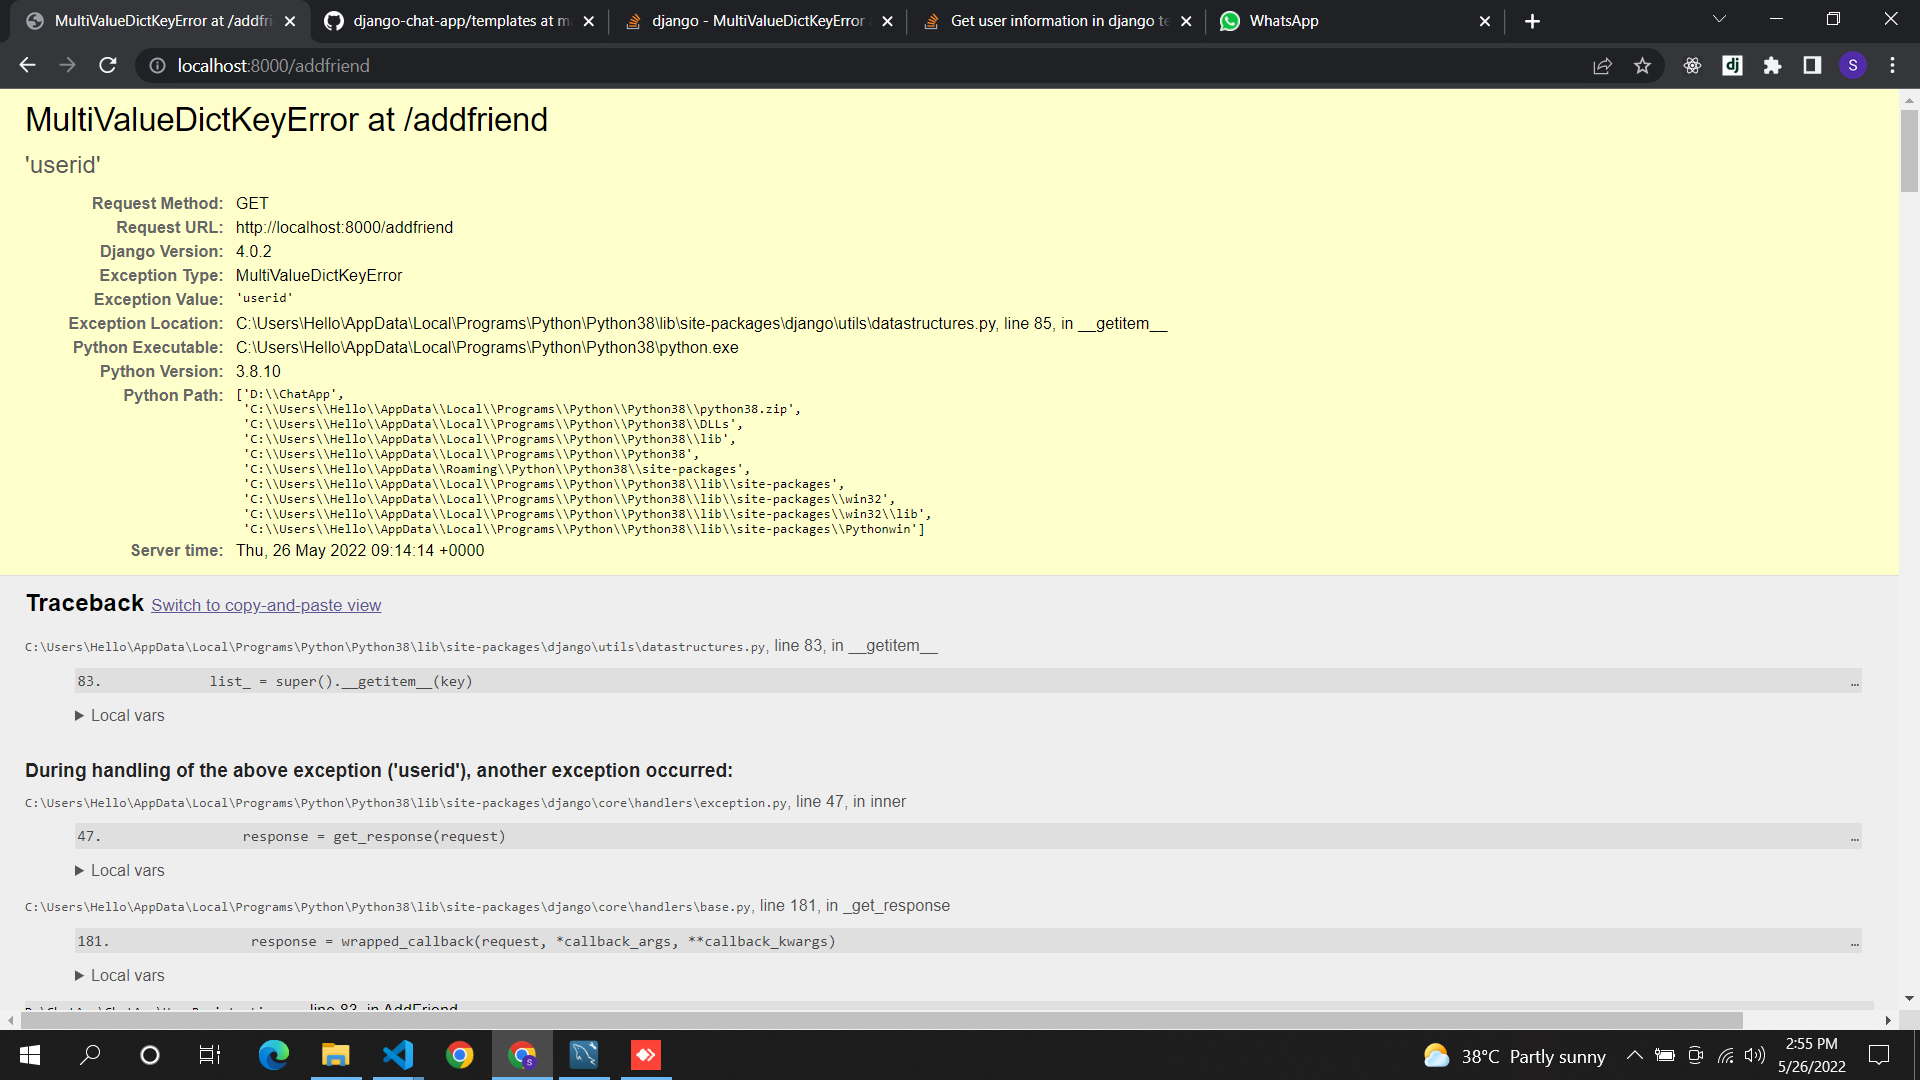 MultiValueDictKeyError at /addfri
django-chat-app/templates at m
django - MultiValueDictKeyError
Get user information in django te
WhatsApp
localhost:8000/addfriend
dj
S
MultiValueDictKeyError at /addfriend
'userid'
Request Method: GET
Request URL: http://localhost:8000/addfriend
Django Version: 4.0.2
Exception Type: MultiValueDictKeyError
Exception Value: 'userid'
Exception Location: C:\Users\Hello\AppData\Local\Programs\Python\Python38\lib\site-packages\django\utils\datastructures.py, line 85, in __getitem__
Python Executable: C:\Users\Hello\AppData\Local\Programs\Python\Python38\python.exe
Python Version: 3.8.10
Python Path: ['D:\\ChatApp',
'C:\\Users\\Hello\\AppData\\Local\\Programs\\Python\\Python38\\python38.zip',
'C:\\Users\\Hello\\AppData\\Local\\Programs\\Python\\Python38\\DLLs',
'C:\\Users\\Hello\\AppData\\Local\\Programs\\Python\\Python38\\lib',
'C:\\Users\\Hello\\AppData\\Local\\Programs\\Python\\Python38',
'C:\\Users\\Hello\\AppData\\Roaming\\Python\\Python38\\site-packages',
'C:\\Users\\Hello\\AppData\\Local\\Programs\\Python\\Python38\\lib\\site-packages',
'C:\\Users\\Hello\\AppData\\Local\\Programs\\Python\\Python38\\lib\\site-packages\\win32',
'C:\\Users\\Hello\\AppData\\Local\\Programs\\Python\\Python38\\lib\\site-packages\\win32\\lib',
'C:\\Users\\Hello\\AppData\\Local\\Programs\\Python\\Python38\\lib\\site-packages\\Pythonwin']
Server time: Thu, 26 May 2022 09:14:14 +0000
Traceback Switch to copy-and-paste view
C:\Users\Hello\AppData\Local\Programs\Python\Python38\lib\site-packages\django\utils\datastructures.py, line 83, in __getitem__
83. list_ = super().__getitem__(key) …
▶ Local vars
During handling of the above exception ('userid'), another exception occurred:
C:\Users\Hello\AppData\Local\Programs\Python\Python38\lib\site-packages\django\core\handlers\exception.py, line 47, in inner
47. response = get_response(request) …
▶ Local vars
C:\Users\Hello\AppData\Local\Programs\Python\Python38\lib\site-packages\django\core\handlers\base.py, line 181, in _get_response
181. response = wrapped_callback(request, *callback_args, **callback_kwargs) …
▶ Local vars
line 83, in AddFriend
38°C Partly sunny
2:55 PM
5/26/2022